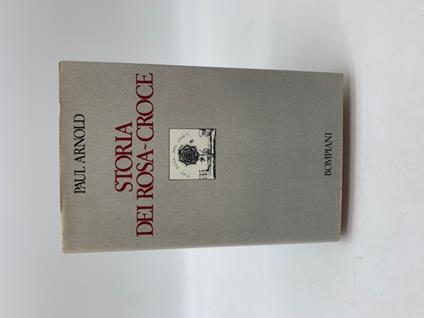 PAUL ARNOLD
STORIA
DEI ROSA-CROCE
BOMPIANI